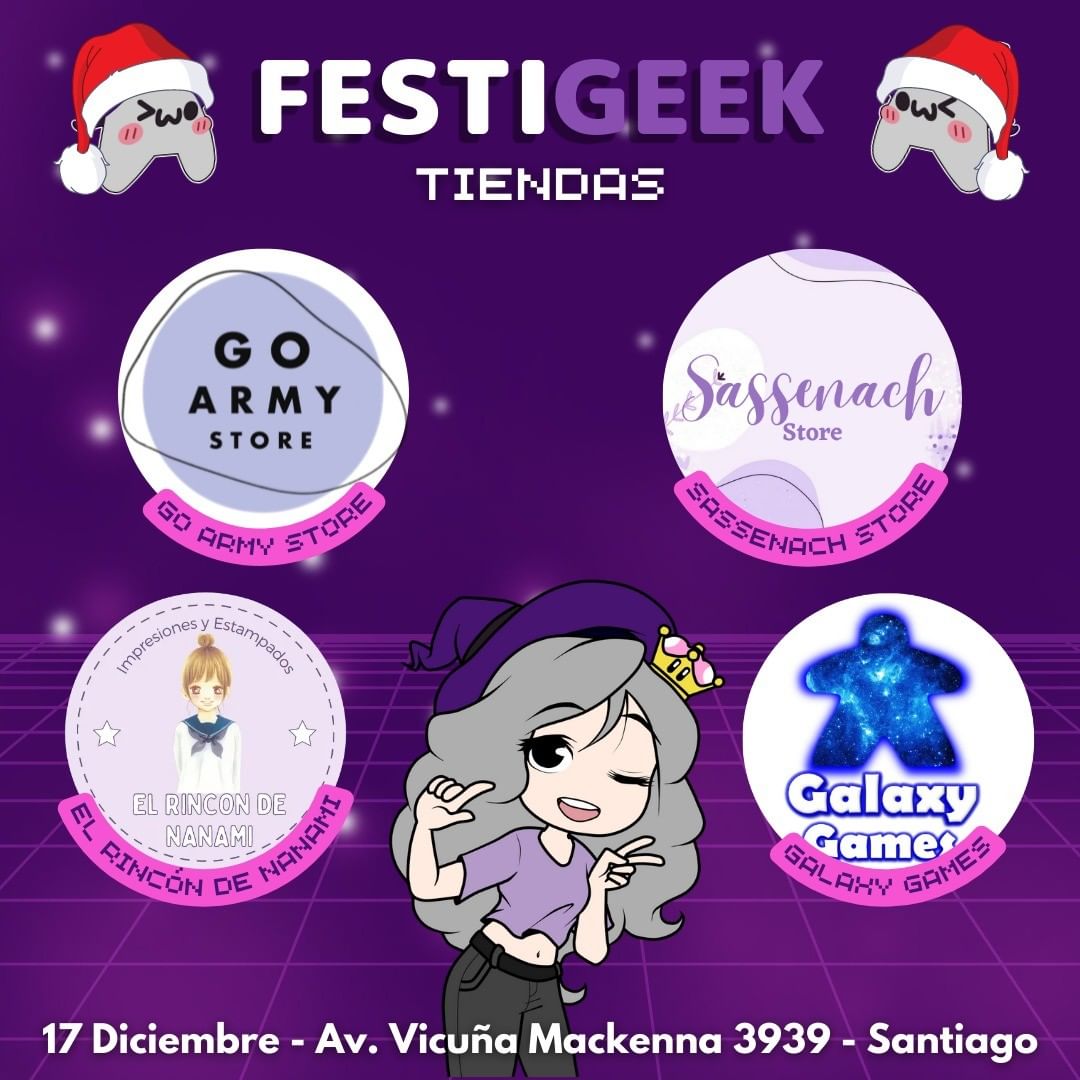 FESTIGEEK
TIENDAS
GO
ARMY
STORE
GO ARMY STORE
Sassenach
Store
SASSENACH STORE
Impresiones y Estampados
EL RINCON DE
NANAMI
EL RINCÓN DE NANAMI
Galaxy
Games
GALAXY GAMES
17 Diciembre - Av. Vicuña Mackenna 3939 - Santiago